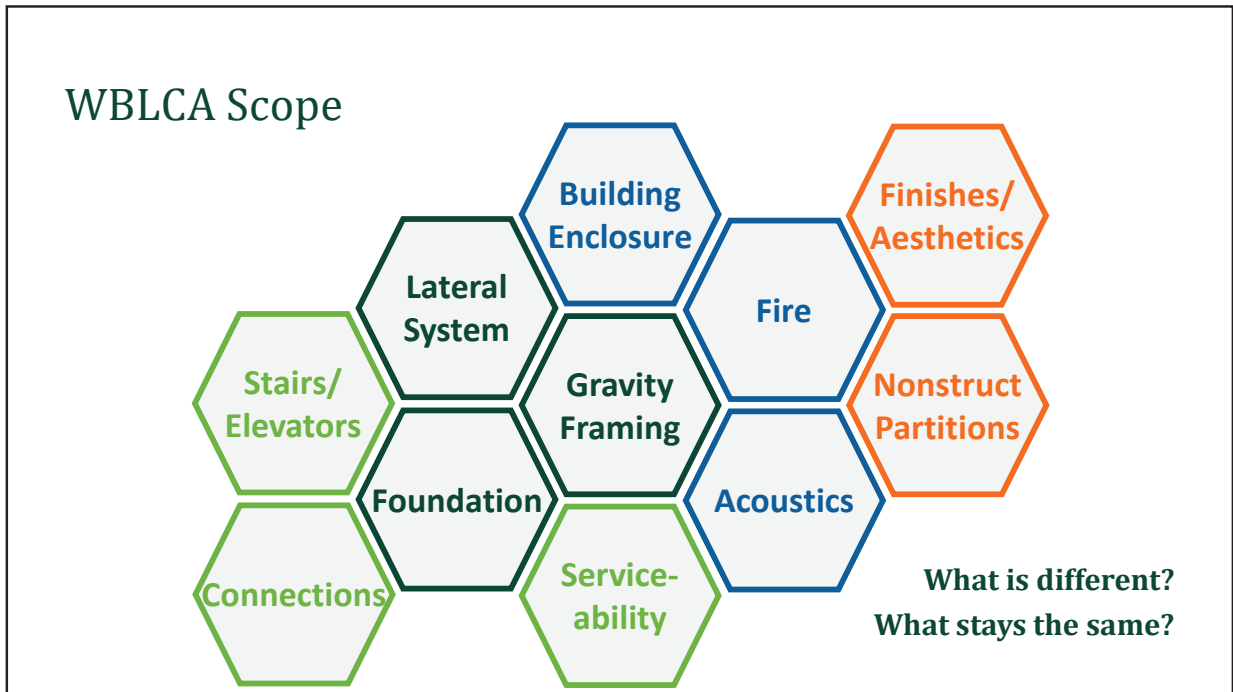 WBLCA Scope
Building
Enclosure
Finishes/
Aesthetics
Lateral
System
Fire
Stairs/
Elevators
Gravity
Framing
Nonstruct
Partitions
Foundation
Acoustics
Connections
Service-
ability
What is different?
What stays the same?